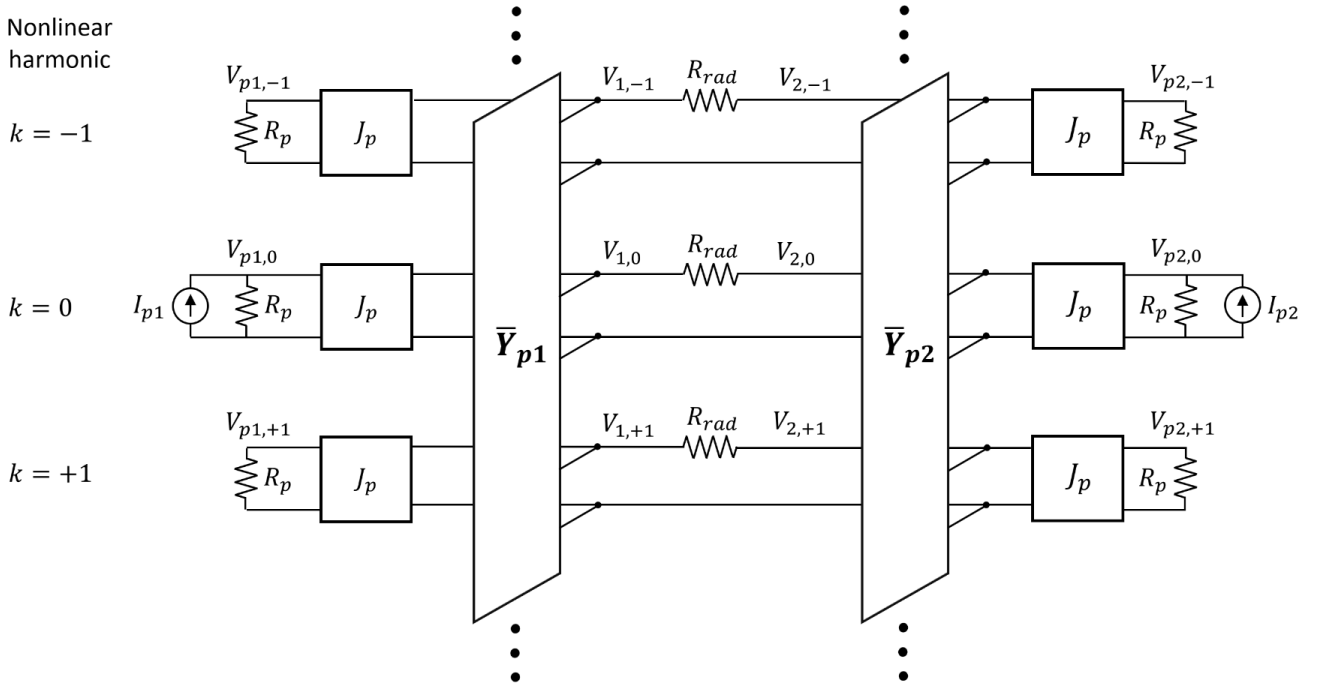 Nonlinear
harmonic
V_{p1,−1} V_{1,−1} R_{rad} V_{2,−1} V_{p2,−1}
k = −1 R_p J_p J_p R_p
V_{p1,0} V_{1,0} R_{rad} V_{2,0} V_{p2,0}
k = 0 I_{p1} R_p J_p J_p R_p I_{p2}
Y̅_{p1} Y̅_{p2}
V_{p1,+1} V_{1,+1} R_{rad} V_{2,+1} V_{p2,+1}
k = +1 R_p J_p J_p R_p